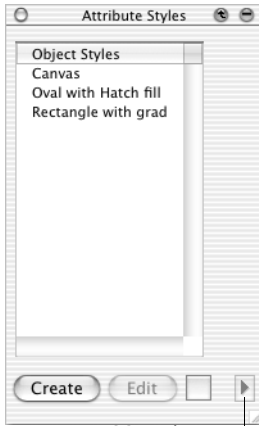 Attribute Styles
Object Styles
Canvas
Oval with Hatch fill
Rectangle with grad
Create Edit